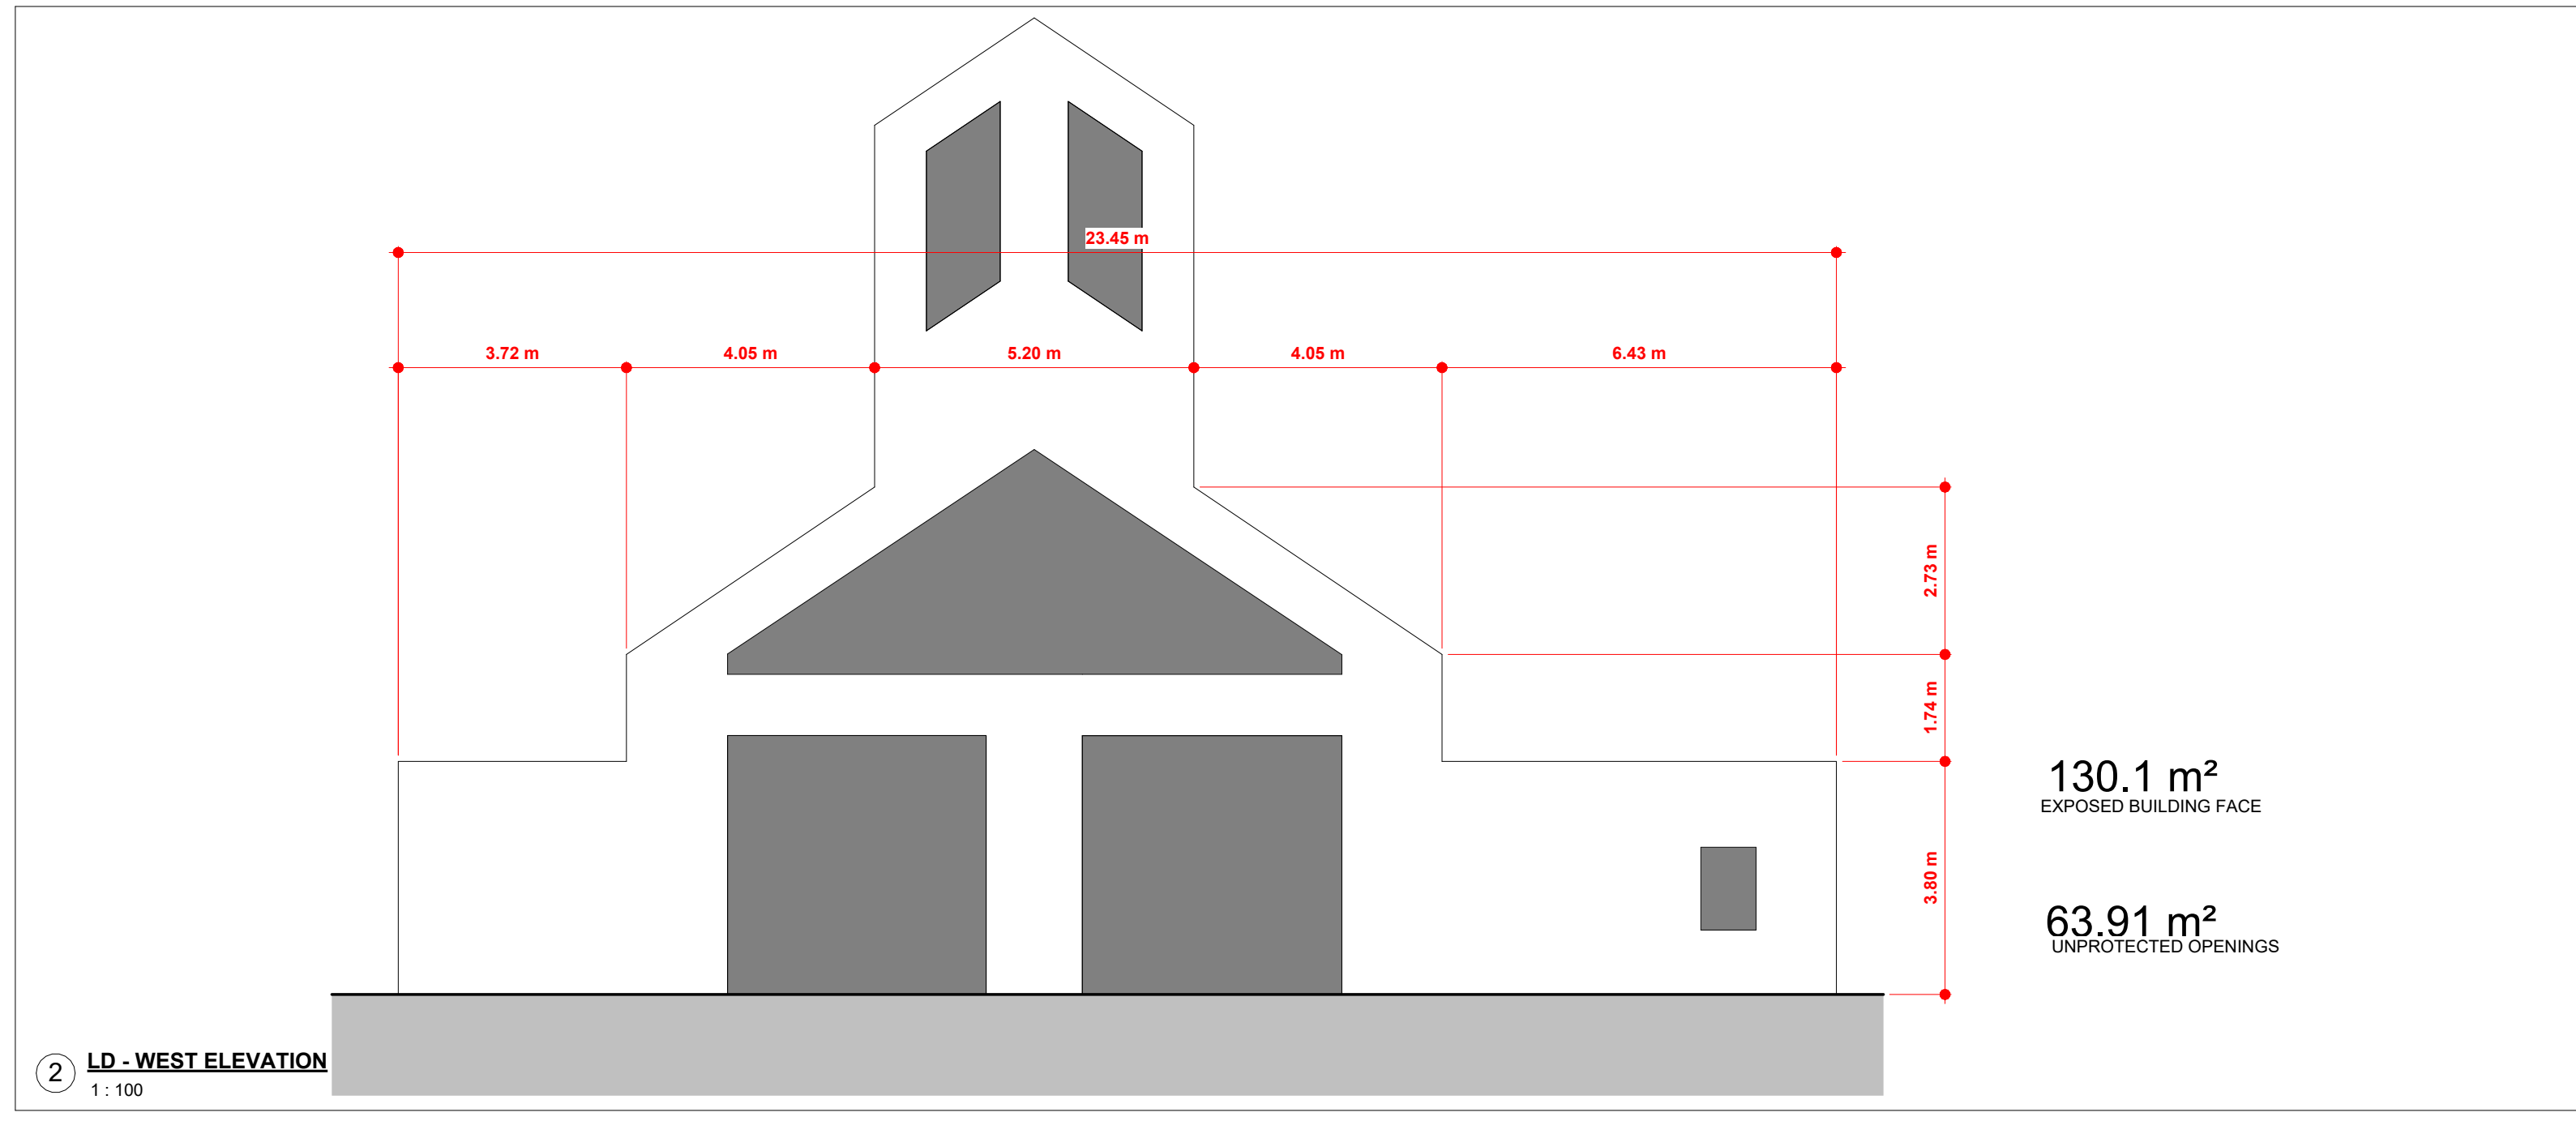 23.45 m
3.72 m
4.05 m
5.20 m
4.05 m
6.43 m
2.73 m
1.74 m
3.80 m
130.1 m²
EXPOSED BUILDING FACE
63.91 m²
UNPROTECTED OPENINGS
2
LD - WEST ELEVATION
1 : 100